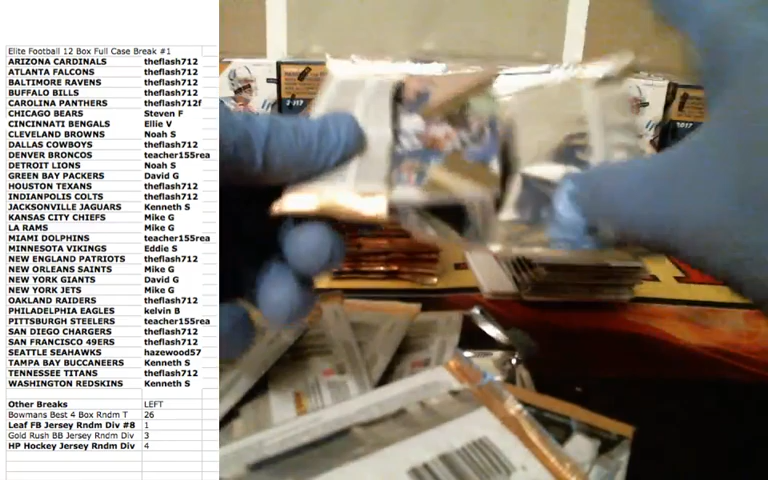 Elite Football 12 Box Full Case Break #1
ARIZONA CARDINALS theflash712
ATLANTA FALCONS theflash712
BALTIMORE RAVENS theflash712
BUFFALO BILLS theflash712
CAROLINA PANTHERS theflash712f
CHICAGO BEARS Steven F
CINCINNATI BENGALS Ellie V
CLEVELAND BROWNS Noah S
DALLAS COWBOYS theflash712
DENVER BRONCOS teacher155rea
DETROIT LIONS Noah S
GREEN BAY PACKERS David G
HOUSTON TEXANS theflash712
INDIANPOLIS COLTS theflash712
JACKSONVILLE JAGUARS Kenneth S
KANSAS CITY CHIEFS Mike G
LA RAMS Mike G
MIAMI DOLPHINS teacher155rea
MINNESOTA VIKINGS Eddie S
NEW ENGLAND PATRIOTS theflash712
NEW ORLEANS SAINTS Mike G
NEW YORK GIANTS David G
NEW YORK JETS Mike G
OAKLAND RAIDERS theflash712
PHILADELPHIA EAGLES kelvin B
PITTSBURGH STEELERS teacher155rea
SAN DIEGO CHARGERS theflash712
SAN FRANCISCO 49ERS theflash712
SEATTLE SEAHAWKS hazewood57
TAMPA BAY BUCCANEERS Kenneth S
TENNESSEE TITANS theflash712
WASHINGTON REDSKINS Kenneth S
Other Breaks LEFT
Bowmans Best 4 Box Rndm T 26
Leaf FB Jersey Rndm Div #8 1
Gold Rush BB Jersey Rndm Div 3
HP Hockey Jersey Rndm Div 4
2017
2017